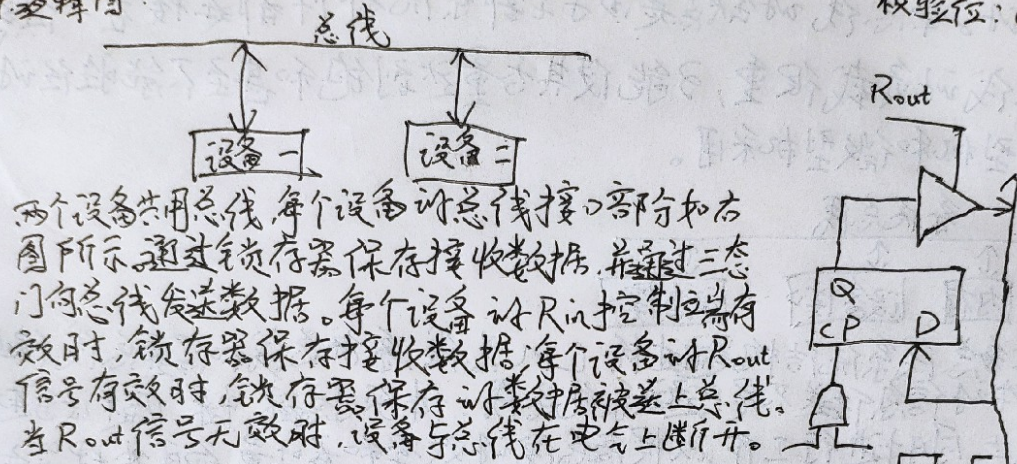 总线
校验位:
Rout
设备一
设备二
两个设备共用总线,每个设备的总线接口部分如右
图所示。通过锁存器保存接收数据,并通过三态
门向总线发送数据。每个设备的Rin控制端有
效时,锁存器保存接收数据,每个设备的Rout
信号有效时,锁存器保存的数据被送上总线。
当Rout信号无效时,设备与总线在电气上断开。
Q
CP D